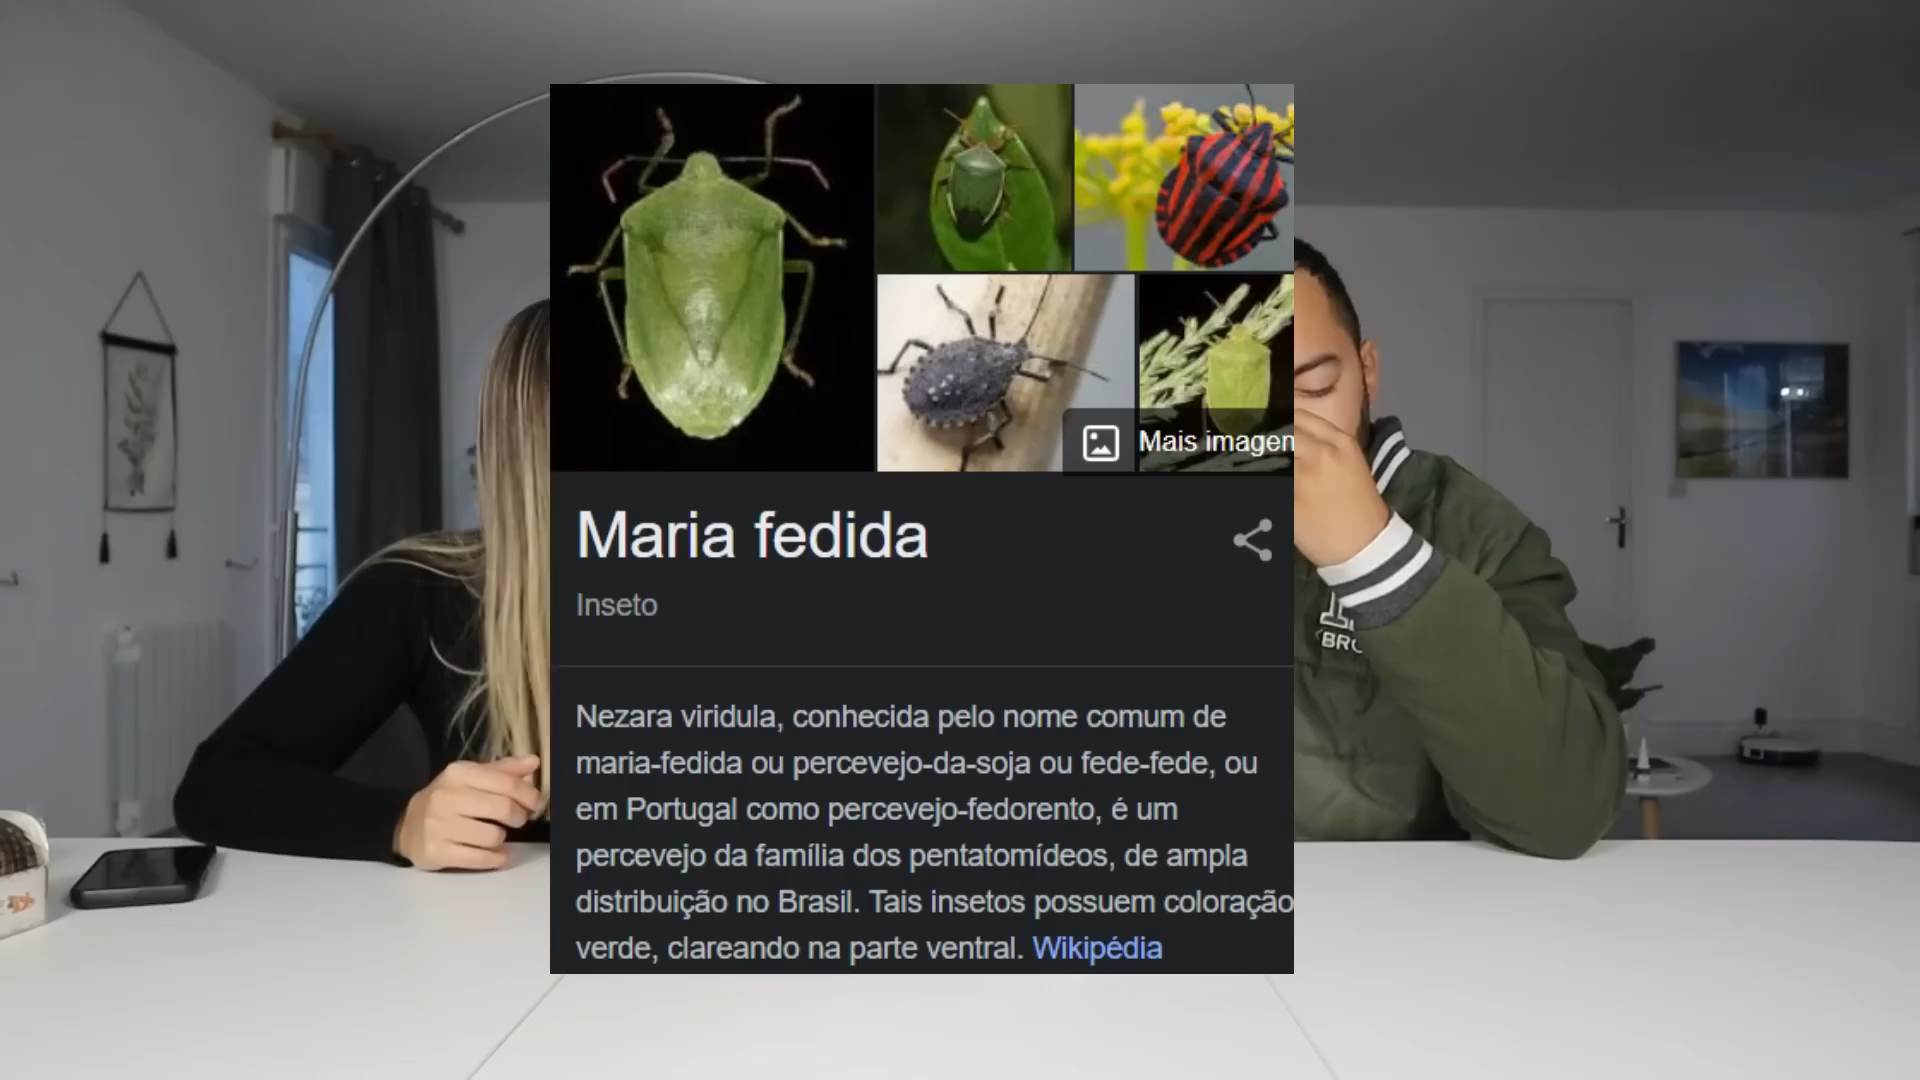 Mais imagen
Maria fedida
Inseto
Nezara viridula, conhecida pelo nome comum de
maria-fedida ou percevejo-da-soja ou fede-fede, ou
em Portugal como percevejo-fedorento, é um
percevejo da família dos pentatomídeos, de ampla
distribuição no Brasil. Tais insetos possuem coloração
verde, clareando na parte ventral. Wikipédia
BRO